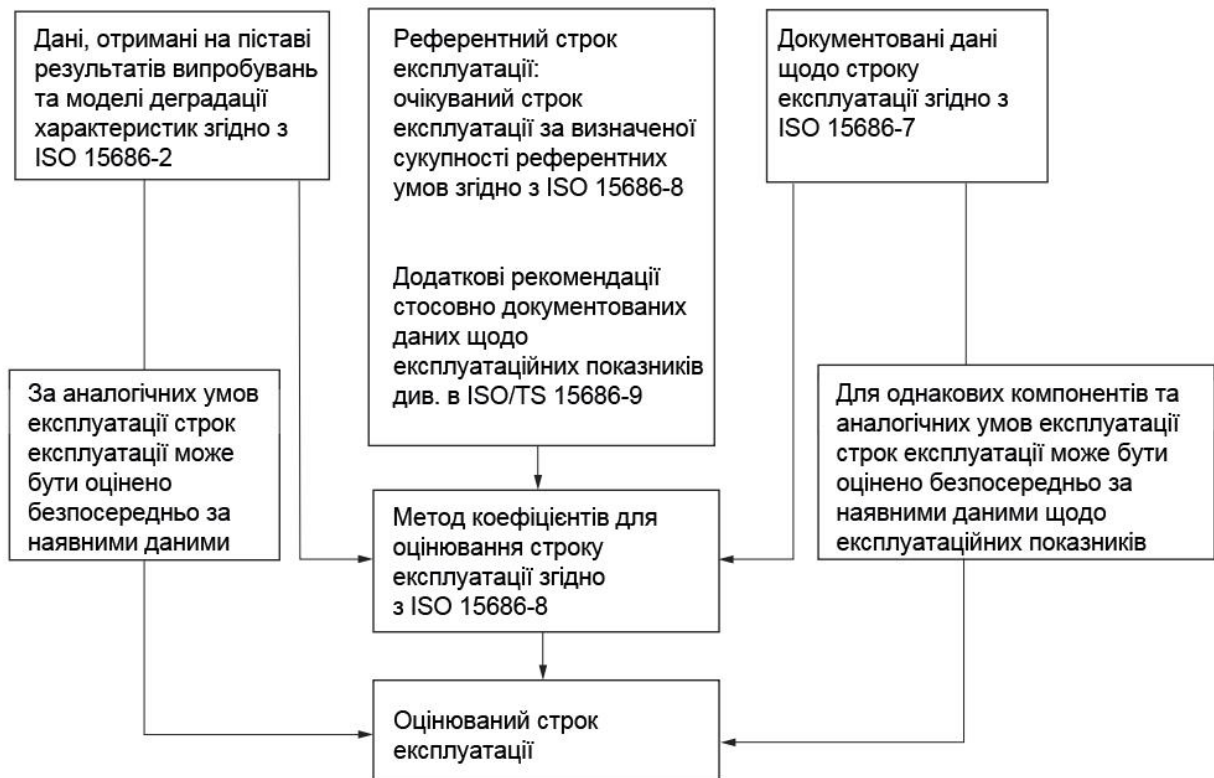 Дані, отримані на піставі
результатів випробувань
та моделі деградації
характеристик згідно з
ISO 15686-2
Референтний строк
експлуатації:
очікуваний строк
експлуатації за визначеної
сукупності референтних
умов згідно з ISO 15686-8
Додаткові рекомендації
стосовно документованих
даних щодо
експлуатаційних показників
див. в ISO/TS 15686-9
Документовані дані
щодо строку
експлуатації згідно з
ISO 15686-7
За аналогічних умов
експлуатації строк
експлуатації може
бути оцінено
безпосередньо за
наявними даними
Для однакових компонентів та
аналогічних умов експлуатації
строк експлуатації може бути
оцінено безпосередньо за
наявними даними щодо
експлуатаційних показників
Метод коефіцієнтів для
оцінювання строку
експлуатації згідно
з ISO 15686-8
Оцінюваний строк
експлуатації